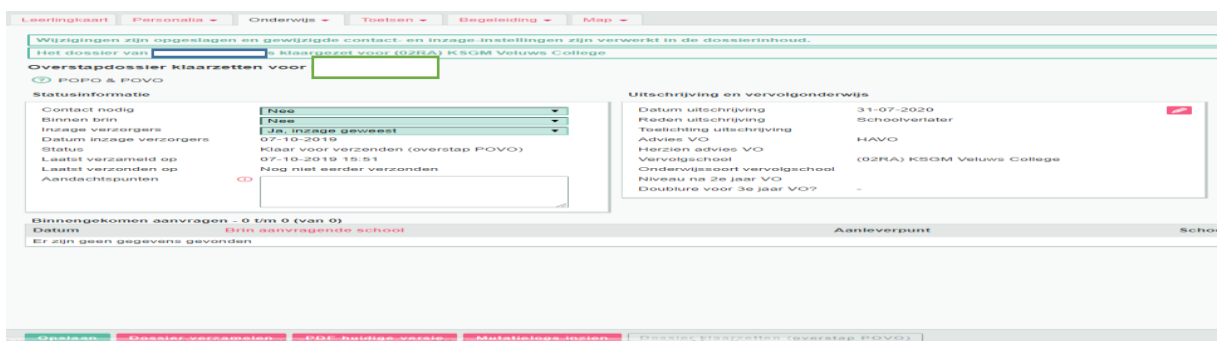 Leerlingkaart Personalia Onderwijs Toetsen Begeleiding Map
Wijzigingen zijn opgeslagen en gewijzigde contact- en inzage-instellingen zijn verwerkt in de dossierinhoud.
Het dossier van s klaargezet voor (02RA) KSGM Veluws College
Overstapdossier klaarzetten voor
POPO & POVO
Statusinformatie
Contact nodig Nee
Binnen brin Nee
Inzage verzorgers Ja, inzage geweest
Datum inzage verzorgers 07-10-2019
Status Klaar voor verzenden (overstap POVO)
Laatst verzameld op 07-10-2019 15:51
Laatst verzonden op Nog niet eerder verzonden
Aandachtspunten
Uitschrijving en vervolgonderwijs
Datum uitschrijving 31-07-2020
Reden uitschrijving Schoolverlater
Toelichting uitschrijving
Advies VO HAVO
Herzien advies VO
Vervolgschool (02RA) KSGM Veluws College
Onderwijssoort vervolgschool
Niveau na 2e jaar VO
Doublure voor 3e jaar VO? -
Binnengekomen aanvragen - 0 t/m 0 (van 0)
Datum Brin aanvragende school Aanleverpunt Schoo
Er zijn geen gegevens gevonden
Opslaan Dossier verzamelen PDF huidige versie Mutatielogs inzien Dossier klaarzetten (overstap POVO)